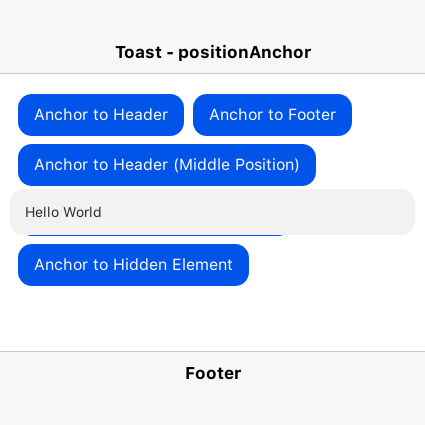 Toast - positionAnchor
Anchor to Header
Anchor to Footer
Anchor to Header (Middle Position)
Hello World
Anchor to Hidden Element
Footer